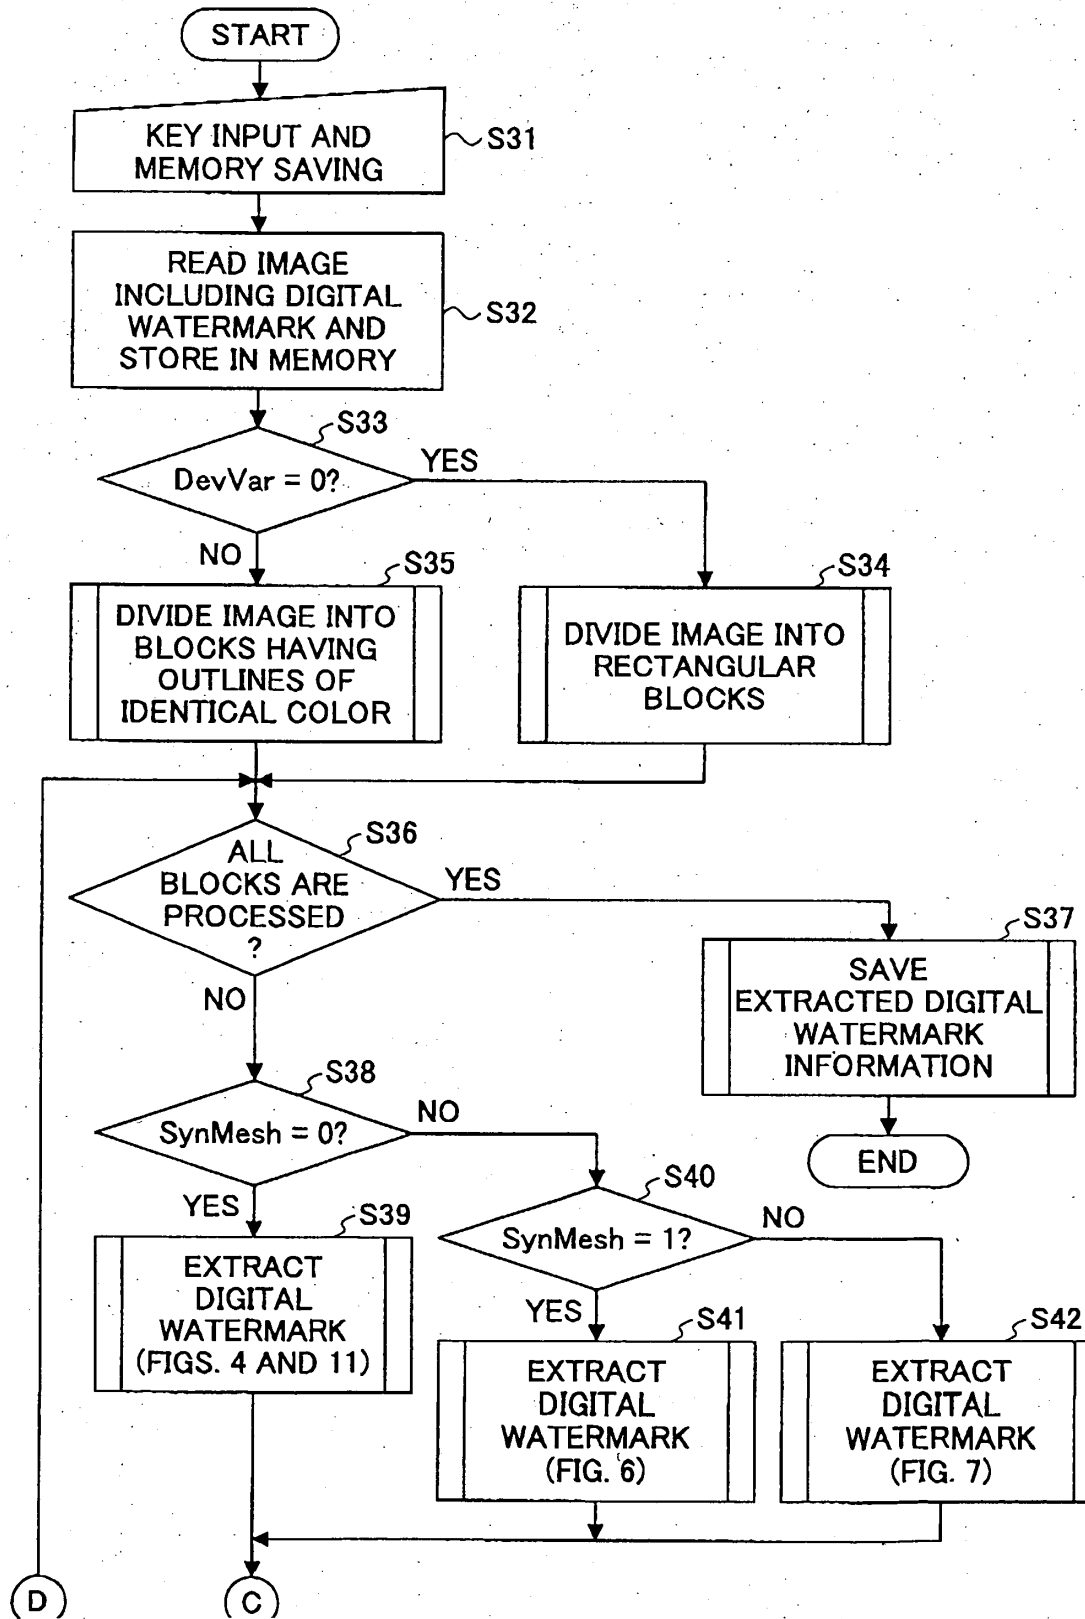 START
KEY INPUT AND
MEMORY SAVING
S31
READ IMAGE
INCLUDING DIGITAL
WATERMARK AND
STORE IN MEMORY
S32
S33
DevVar = 0?
YES
NO
S35
DIVIDE IMAGE INTO
BLOCKS HAVING
OUTLINES OF
IDENTICAL COLOR
S34
DIVIDE IMAGE INTO
RECTANGULAR
BLOCKS
S36
ALL
BLOCKS ARE
PROCESSED
?
YES
NO
S37
SAVE
EXTRACTED DIGITAL
WATERMARK
INFORMATION
END
S38
SynMesh = 0?
NO
YES
S39
EXTRACT
DIGITAL
WATERMARK
(FIGS. 4 AND 11)
S40
SynMesh = 1?
NO
YES
S41
EXTRACT
DIGITAL
WATERMARK
(FIG. 6)
S42
EXTRACT
DIGITAL
WATERMARK
(FIG. 7)
D
C